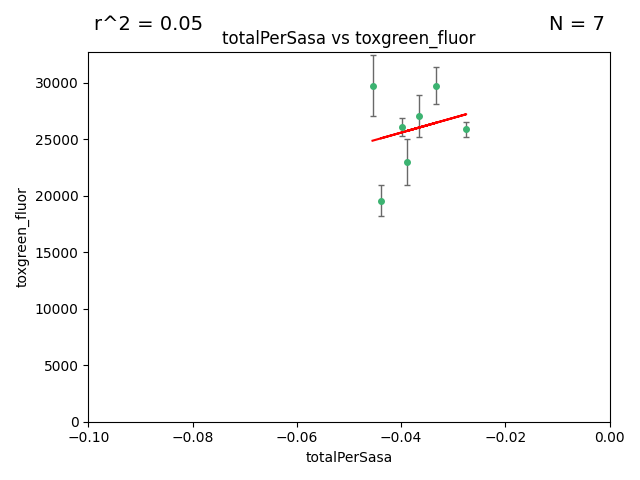 r^2 = 0.05
N = 7
totalPerSasa vs toxgreen_fluor
30000
25000
20000
15000
10000
5000
0
toxgreen_fluor
−0.10
−0.08
−0.06
−0.04
−0.02
0.00
totalPerSasa